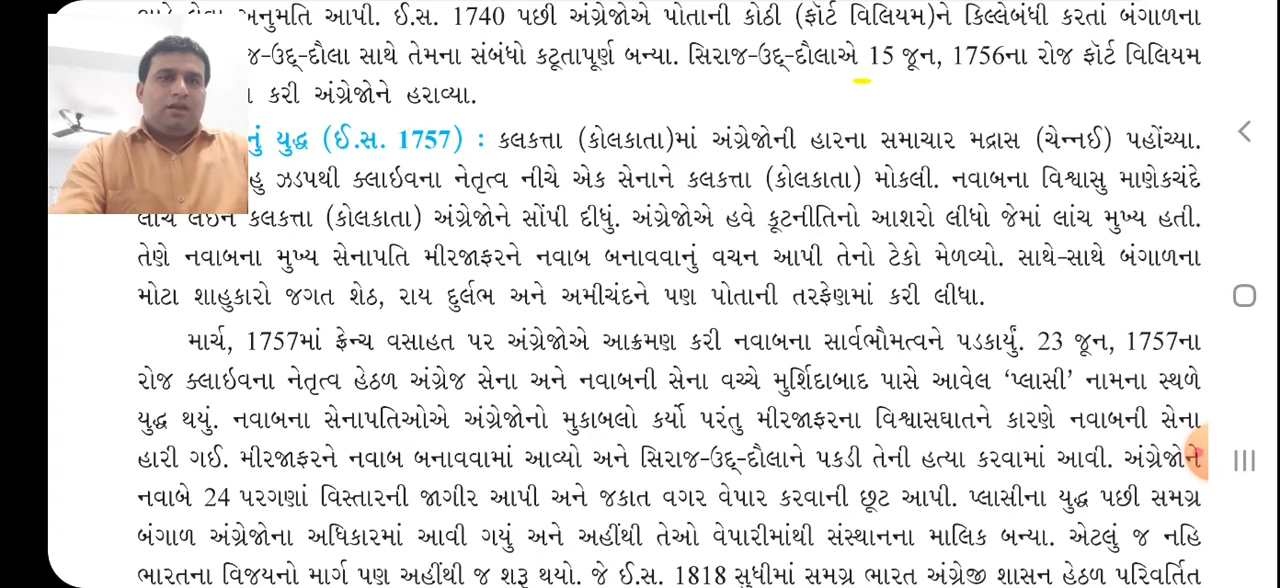 અનુમતિ આપી. ઈ.સ. 1740 પછી અંગ્રેજોએ પોતાની કોઠી (ફૉર્ટ વિલિયમ)ને કિલ્લેબંધી કરતાં બંગાળના
જ-ઉદ્-દૌલા સાથે તેમના સંબંધો કટૂતાપૂર્ણ બન્યા. સિરાજ-ઉદ્-દૌલાએ 15 જૂન, 1756ના રોજ ફૉર્ટ વિલિયમ
કરી અંગ્રેજોને હરાવ્યા.
નું યુદ્ધ (ઈ.સ. 1757) : કલકત્તા (કોલકાતા)માં અંગ્રેજોની હારના સમાચાર મદ્રાસ (ચેન્નઈ) પહોંચ્યા.
હુ ઝડપથી ક્લાઇવના નેતૃત્વ નીચે એક સેનાને કલકત્તા (કોલકાતા) મોકલી. નવાબના વિશ્વાસુ માણેકચંદે
લાંચ લઈને કલકત્તા (કોલકાતા) અંગ્રેજોને સોંપી દીધું. અંગ્રેજોએ હવે કૂટનીતિનો આશરો લીધો જેમાં લાંચ મુખ્ય હતી.
તેણે નવાબના મુખ્ય સેનાપતિ મીરજાફરને નવાબ બનાવવાનું વચન આપી તેનો ટેકો મેળવ્યો. સાથે-સાથે બંગાળના
મોટા શાહુકારો જગત શેઠ, રાય દુર્લભ અને અમીચંદને પણ પોતાની તરફેણમાં કરી લીધા.
માર્ચ, 1757માં ફ્રેન્ચ વસાહત પર અંગ્રેજોએ આક્રમણ કરી નવાબના સાર્વભૌમત્વને પડકાર્યું. 23 જૂન, 1757ના
રોજ ક્લાઇવના નેતૃત્વ હેઠળ અંગ્રેજ સેના અને નવાબની સેના વચ્ચે મુર્શિદાબાદ પાસે આવેલ ‘પ્લાસી’ નામના સ્થળે
યુદ્ધ થયું. નવાબના સેનાપતિઓએ અંગ્રેજોનો મુકાબલો કર્યો પરંતુ મીરજાફરના વિશ્વાસઘાતને કારણે નવાબની સેના
હારી ગઈ. મીરજાફરને નવાબ બનાવવામાં આવ્યો અને સિરાજ-ઉદ્-દૌલાને પકડી તેની હત્યા કરવામાં આવી. અંગ્રેજોને
નવાબે 24 પરગણાં વિસ્તારની જાગીર આપી અને જકાત વગર વેપાર કરવાની છૂટ આપી. પ્લાસીના યુદ્ધ પછી સમગ્ર
બંગાળ અંગ્રેજોના અધિકારમાં આવી ગયું અને અહીંથી તેઓ વેપારીમાંથી સંસ્થાનના માલિક બન્યા. એટલું જ નહિ
ભારતના વિજયનો માર્ગ પણ અહીંથી જ શરૂ થયો. જે ઈ.સ. 1818 સુધીમાં સમગ્ર ભારત અંગ્રેજી શાસન હેઠળ પરિવર્તિત